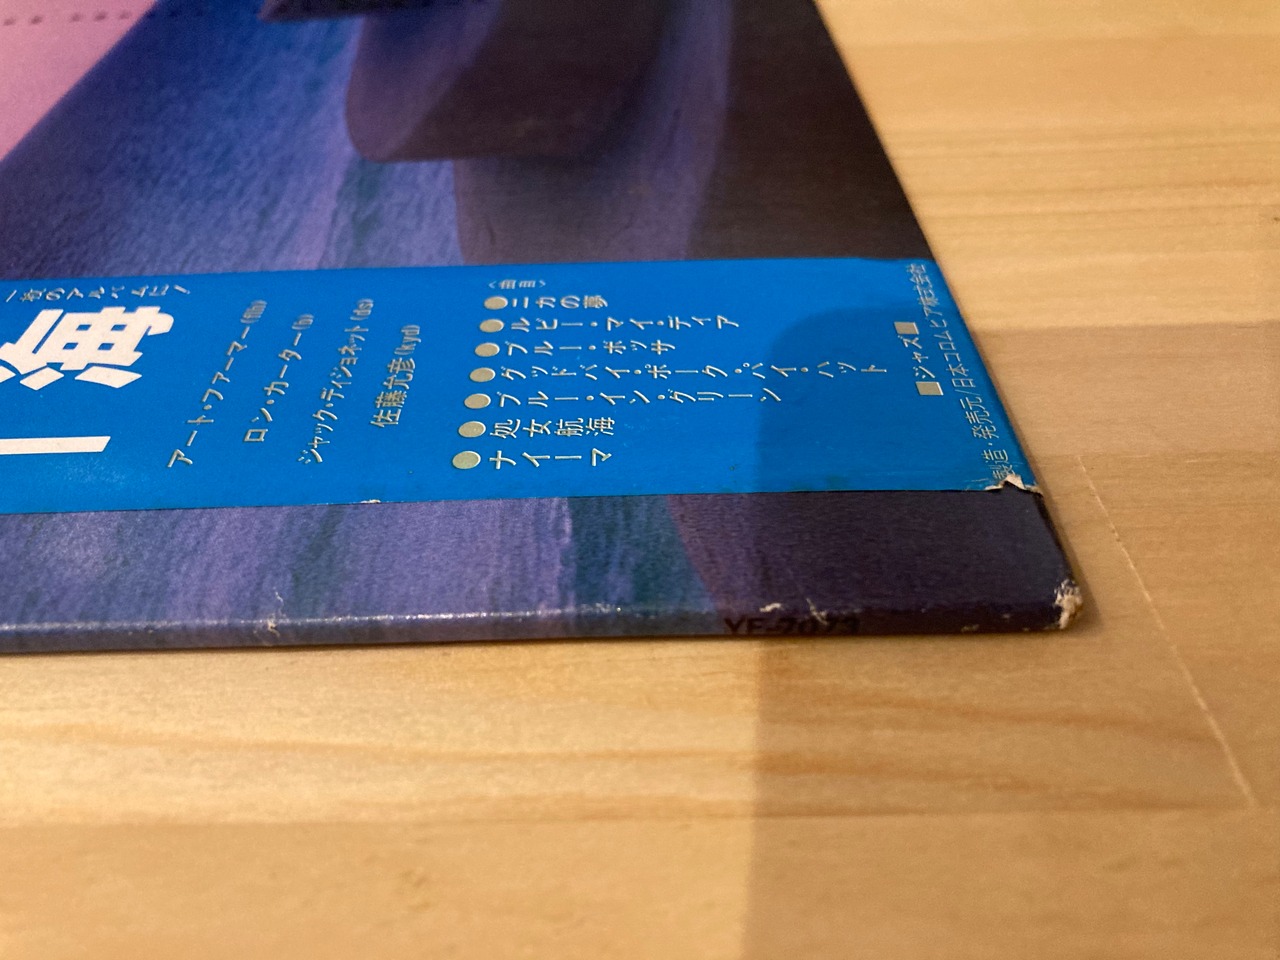 一枚のアルバムに!
海
アート・ファーマー(flh)
ロン・カーター(b)
ジャック・ディジョネット(ds)
佐藤允彦(kyd)
<曲目>
●ニカの夢
●ルビー・マイ・ディア
●ブルー・ボッサ
●グッドバイ・ポーク・パイ・ハット
●ブルー・イン・グリーン
●処女航海
●ナイーマ
■ジャズ■
製造・発売元/日本コロムビア株式会社
YF-7073